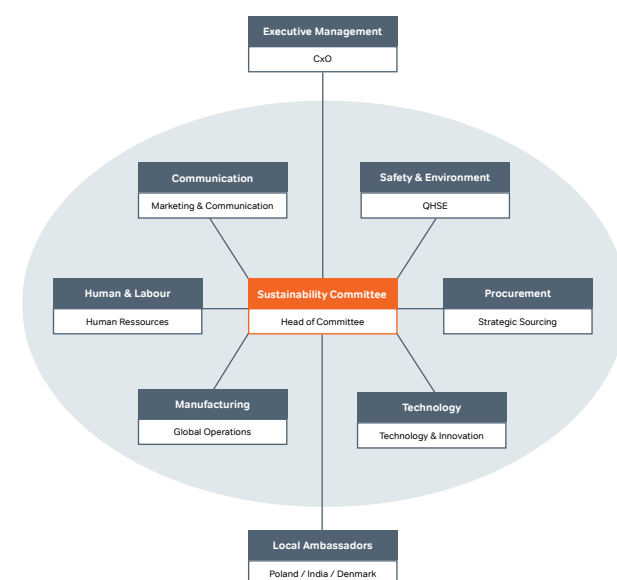 Executive Management
CxO
Communication
Marketing & Communication
Safety & Environment
QHSE
Human & Labour
Human Ressources
Sustainability Committee
Head of Committee
Procurement
Strategic Sourcing
Manufacturing
Global Operations
Technology
Technology & Innovation
Local Ambassadors
Poland / India / Denmark